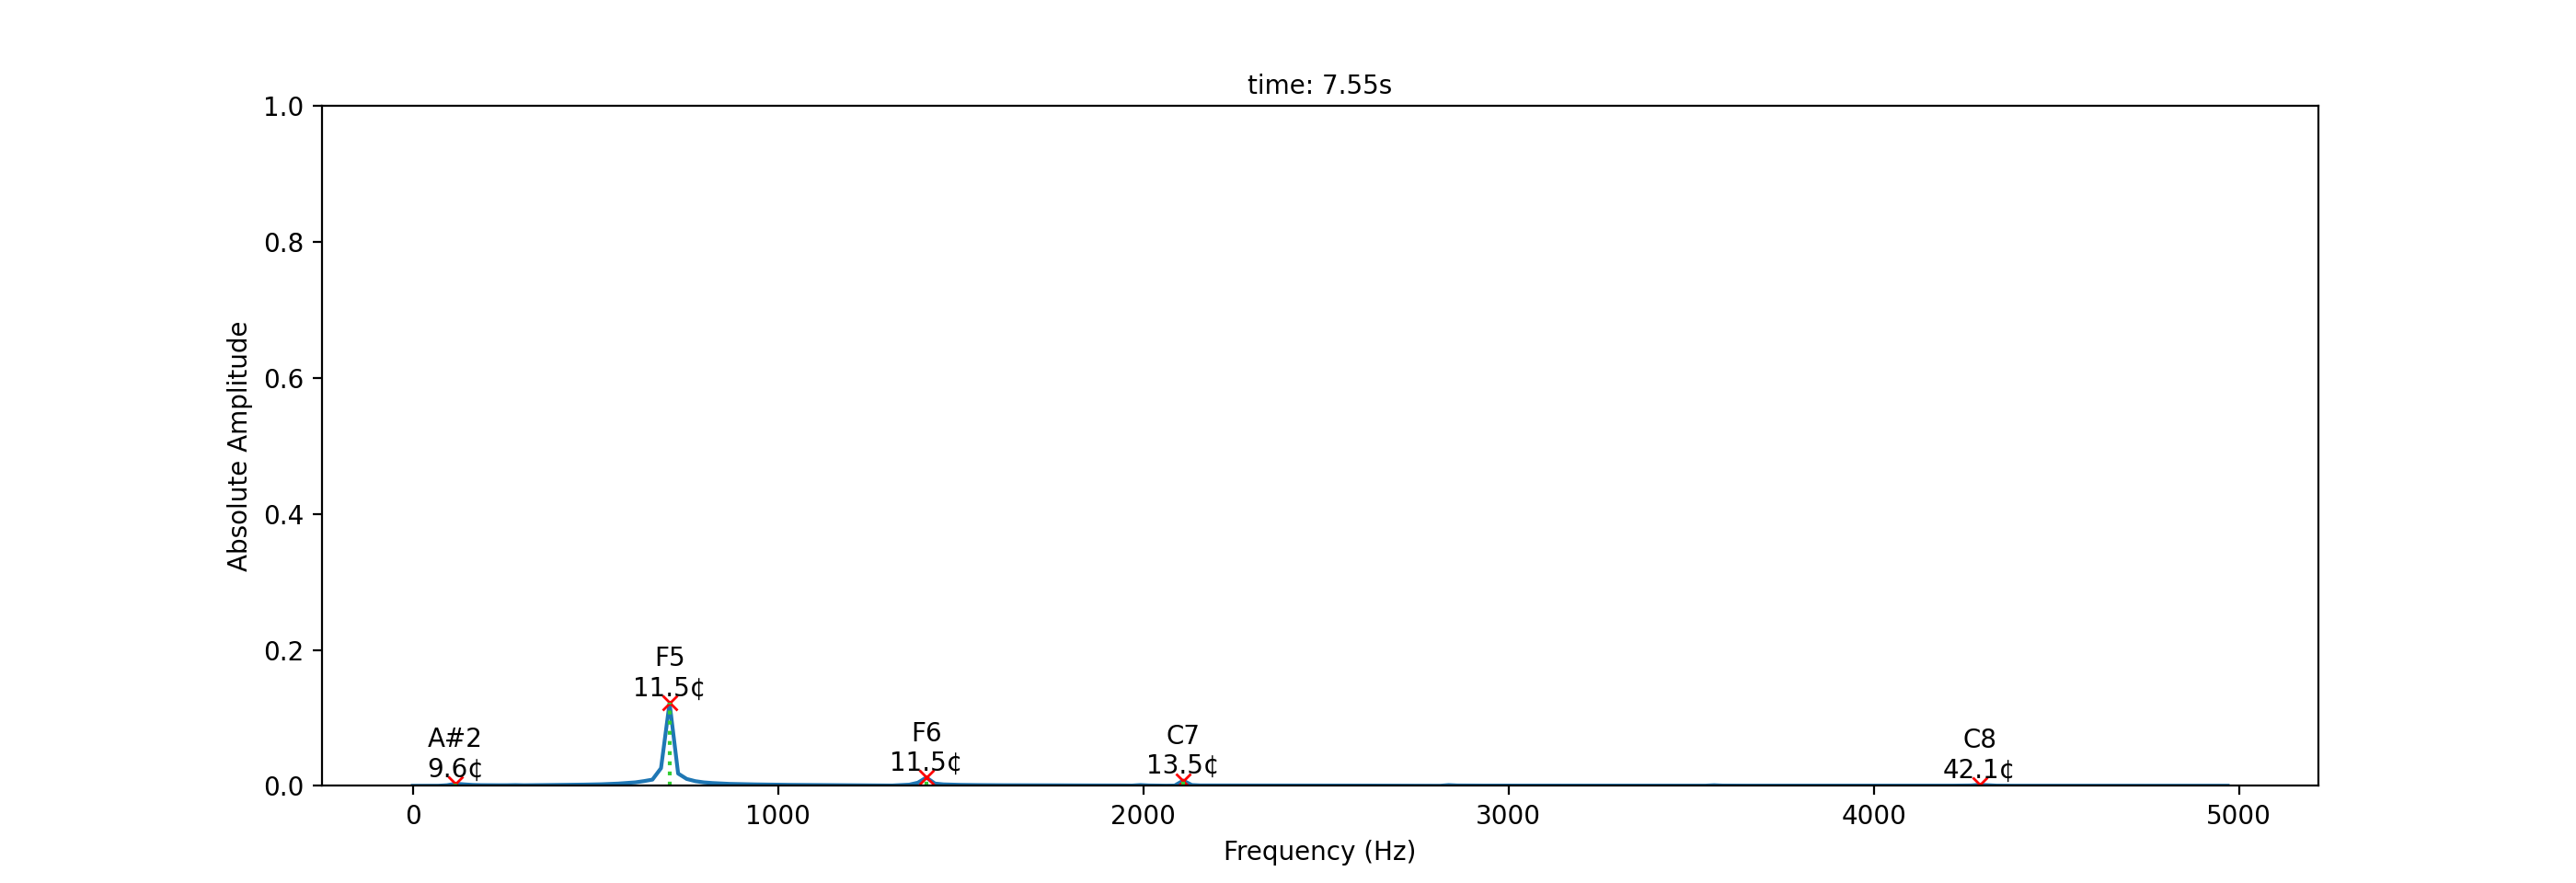 time: 7.55s
1.0
0.8
0.6
0.4
0.2
0.0
Absolute Amplitude
A#2
9.6¢
F5
11.5¢
F6
11.5¢
C7
13.5¢
C8
42.1¢
0 1000 2000 3000 4000 5000
Frequency (Hz)